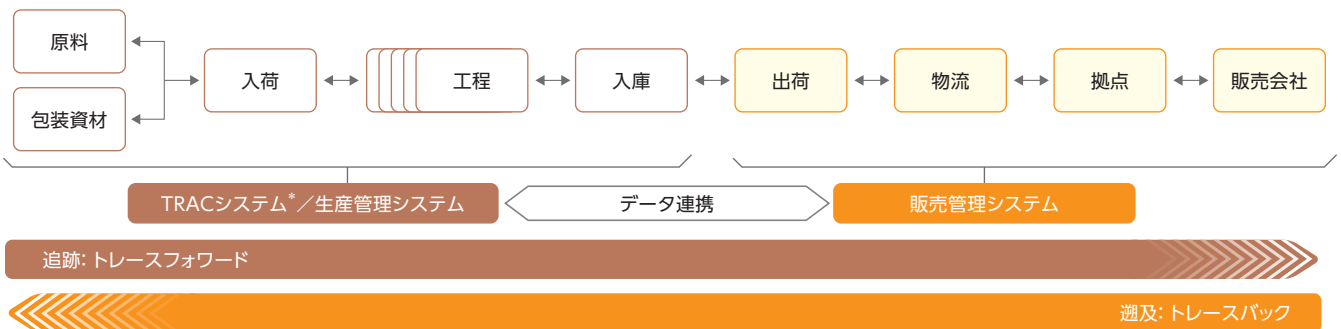 原料
包装資材
入荷
工程
入庫
出荷
物流
拠点
販売会社
TRACシステム*／生産管理システム
データ連携
販売管理システム
追跡：トレースフォワード
遡及：トレースバック